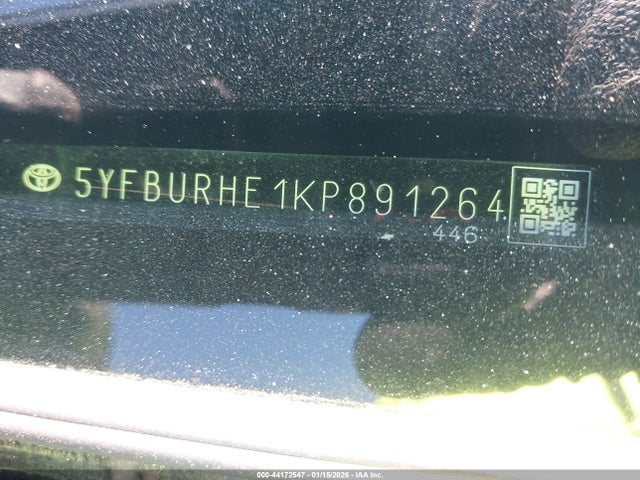 5YFBURHE1KP891264
446
000-44172547 - 01/15/2026 - IAA Inc.